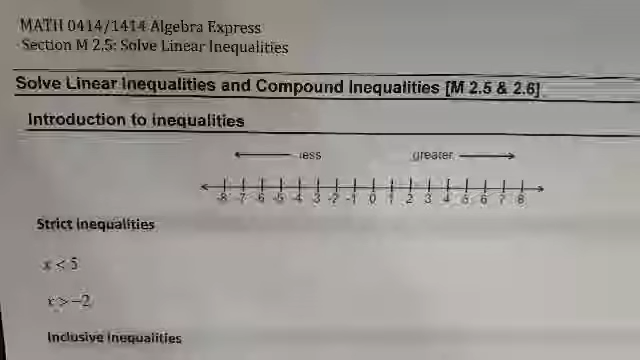 MATH 0414/1414 Algebra Express
Section M 2.5: Solve Linear Inequalities
Solve Linear Inequalities and Compound Inequalities [M 2.5 & 2.6]
Introduction to inequalities
less greater
-8 -7 -6 -5 -4 -3 -2 -1 0 1 2 3 4 5 6 7 8
Strict inequalities
x < 5
x > -2
Inclusive inequalities